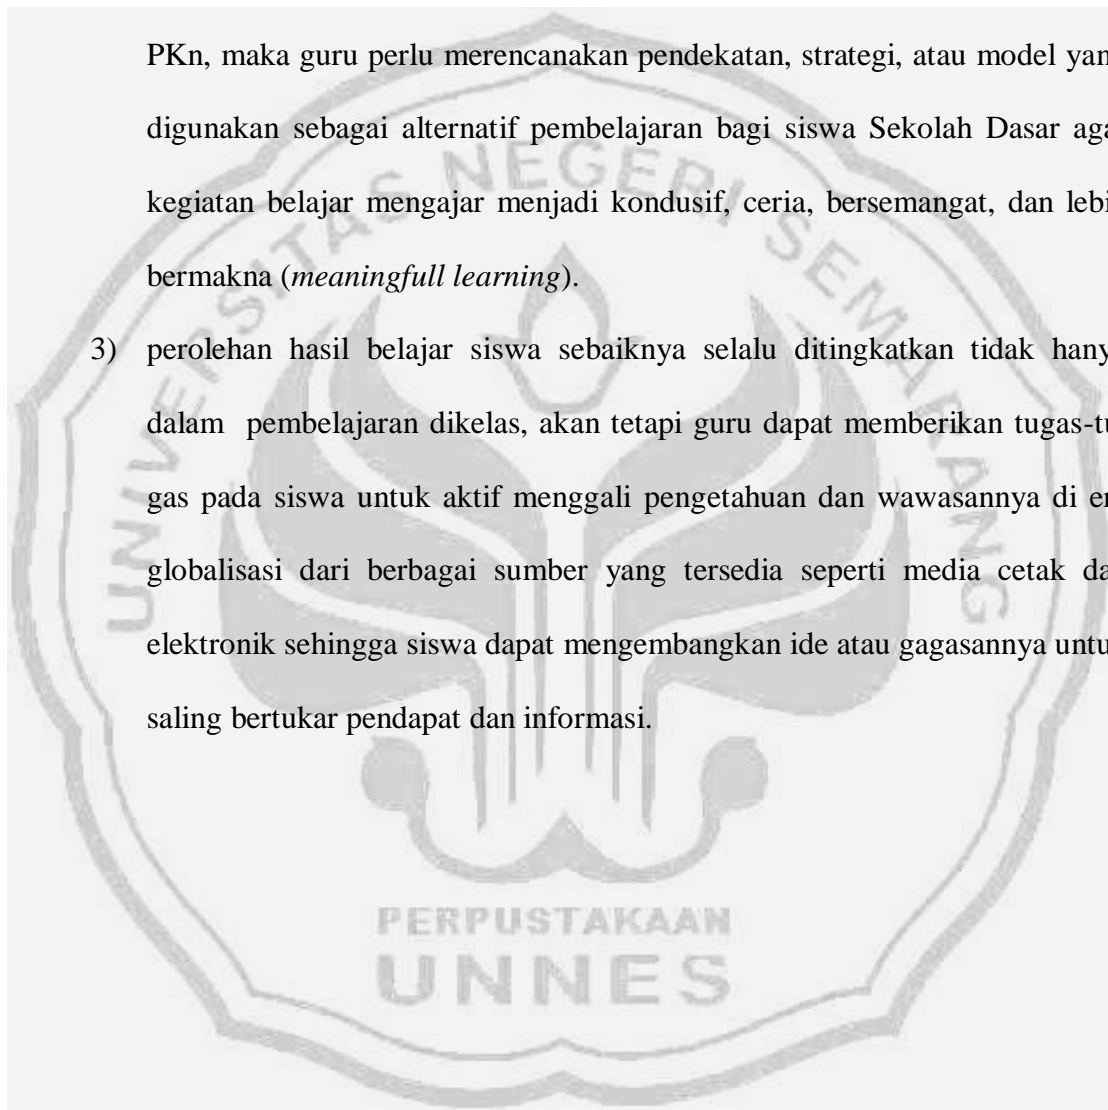 PKn, maka guru perlu merencanakan pendekatan, strategi, atau model yan
digunakan sebagai alternatif pembelajaran bagi siswa Sekolah Dasar aga
kegiatan belajar mengajar menjadi kondusif, ceria, bersemangat, dan lebi
bermakna (meaningfull learning).
3) perolehan hasil belajar siswa sebaiknya selalu ditingkatkan tidak hany
dalam pembelajaran dikelas, akan tetapi guru dapat memberikan tugas-tu
gas pada siswa untuk aktif menggali pengetahuan dan wawasannya di er
globalisasi dari berbagai sumber yang tersedia seperti media cetak da
elektronik sehingga siswa dapat mengembangkan ide atau gagasannya untu
saling bertukar pendapat dan informasi.
UNIVERSITAS NEGERI SEMARANG
PERPUSTAKAAN
UNNES